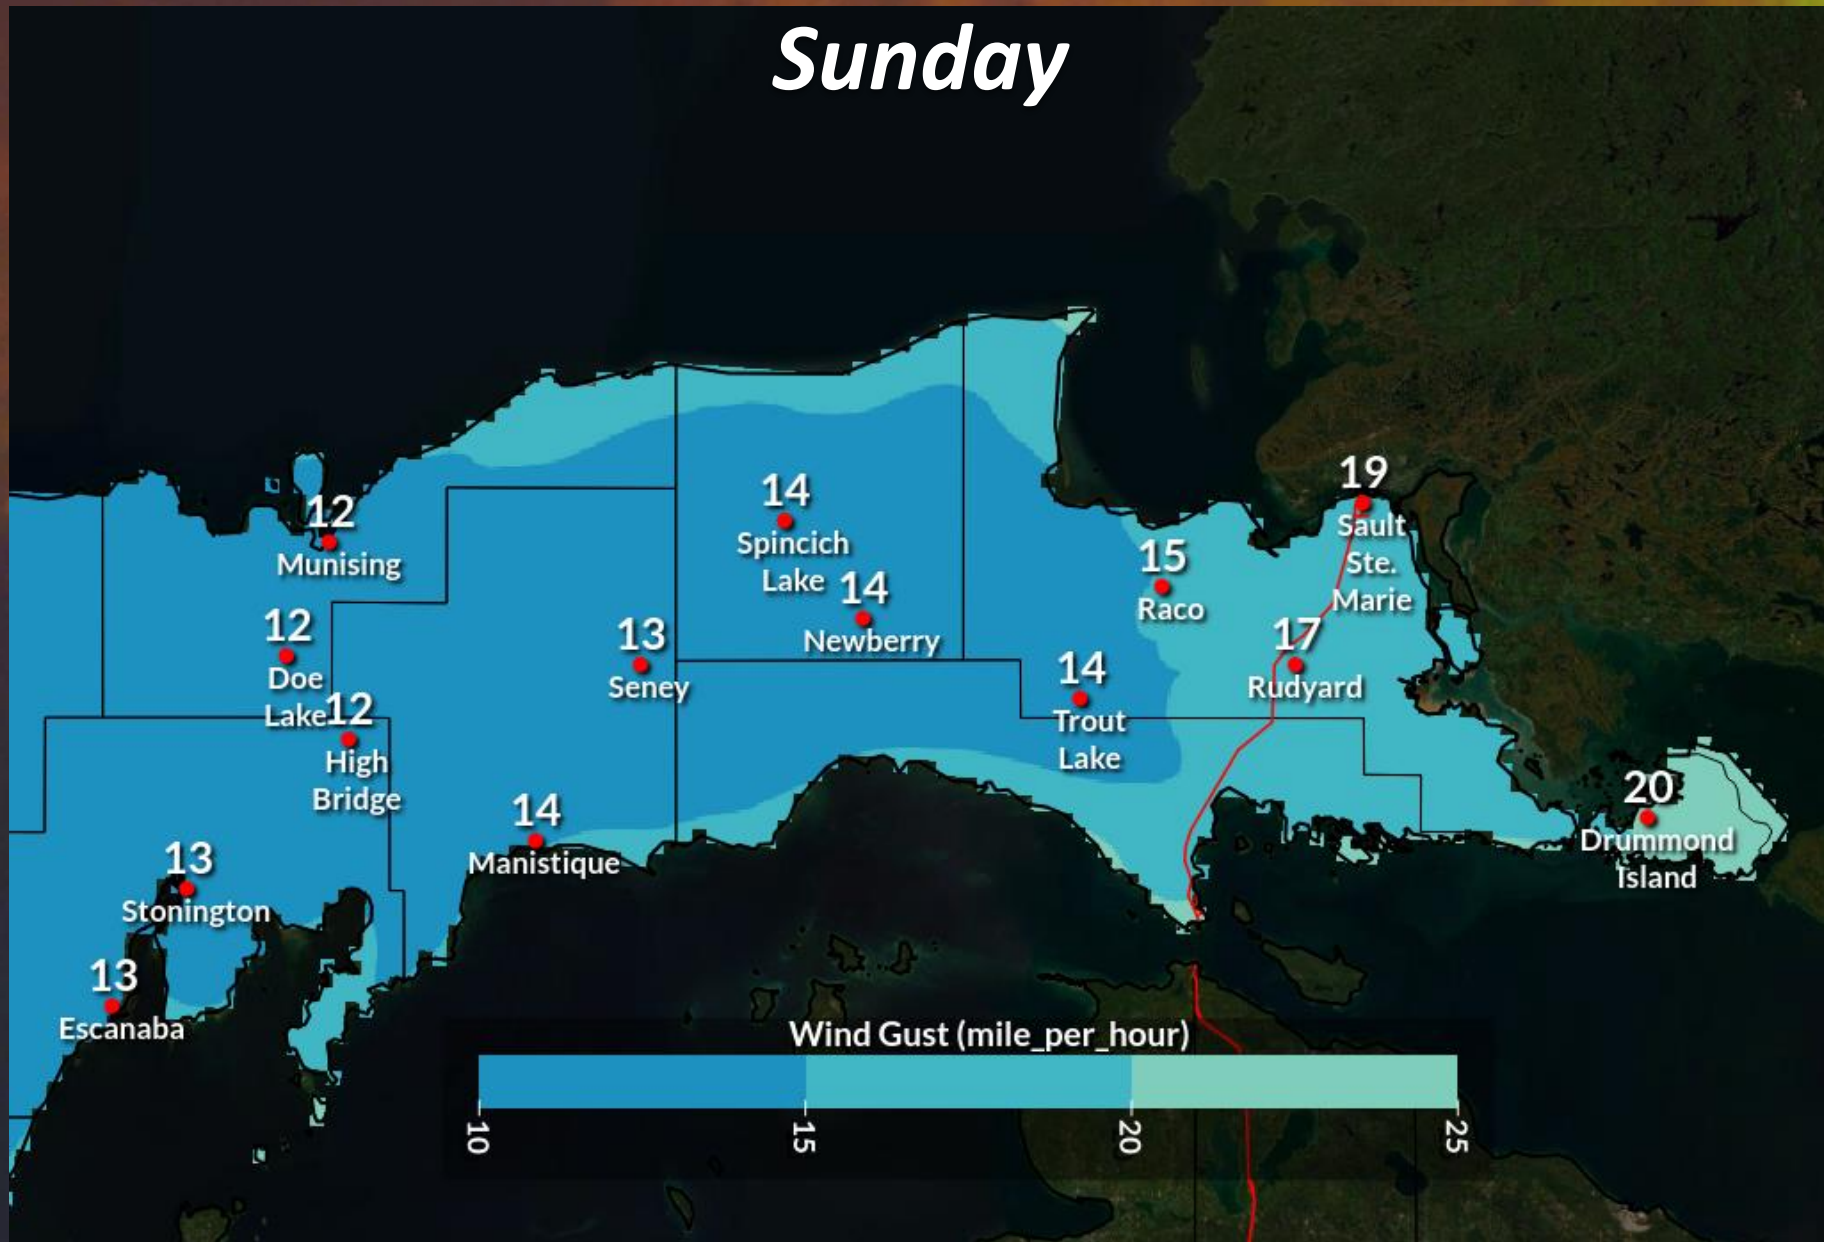 Sunday
19
Sault
Ste.
Marie
12
Munising
14
Spincich
Lake
14
Newberry
15
Raco
12
Doe
Lake
13
Seney
17
Rudyard
14
Trout
Lake
12
High
Bridge
14
Manistique
20
Drummond
Island
13
Stonington
13
Escanaba
Wind Gust (mile_per_hour)
10
15
20
25